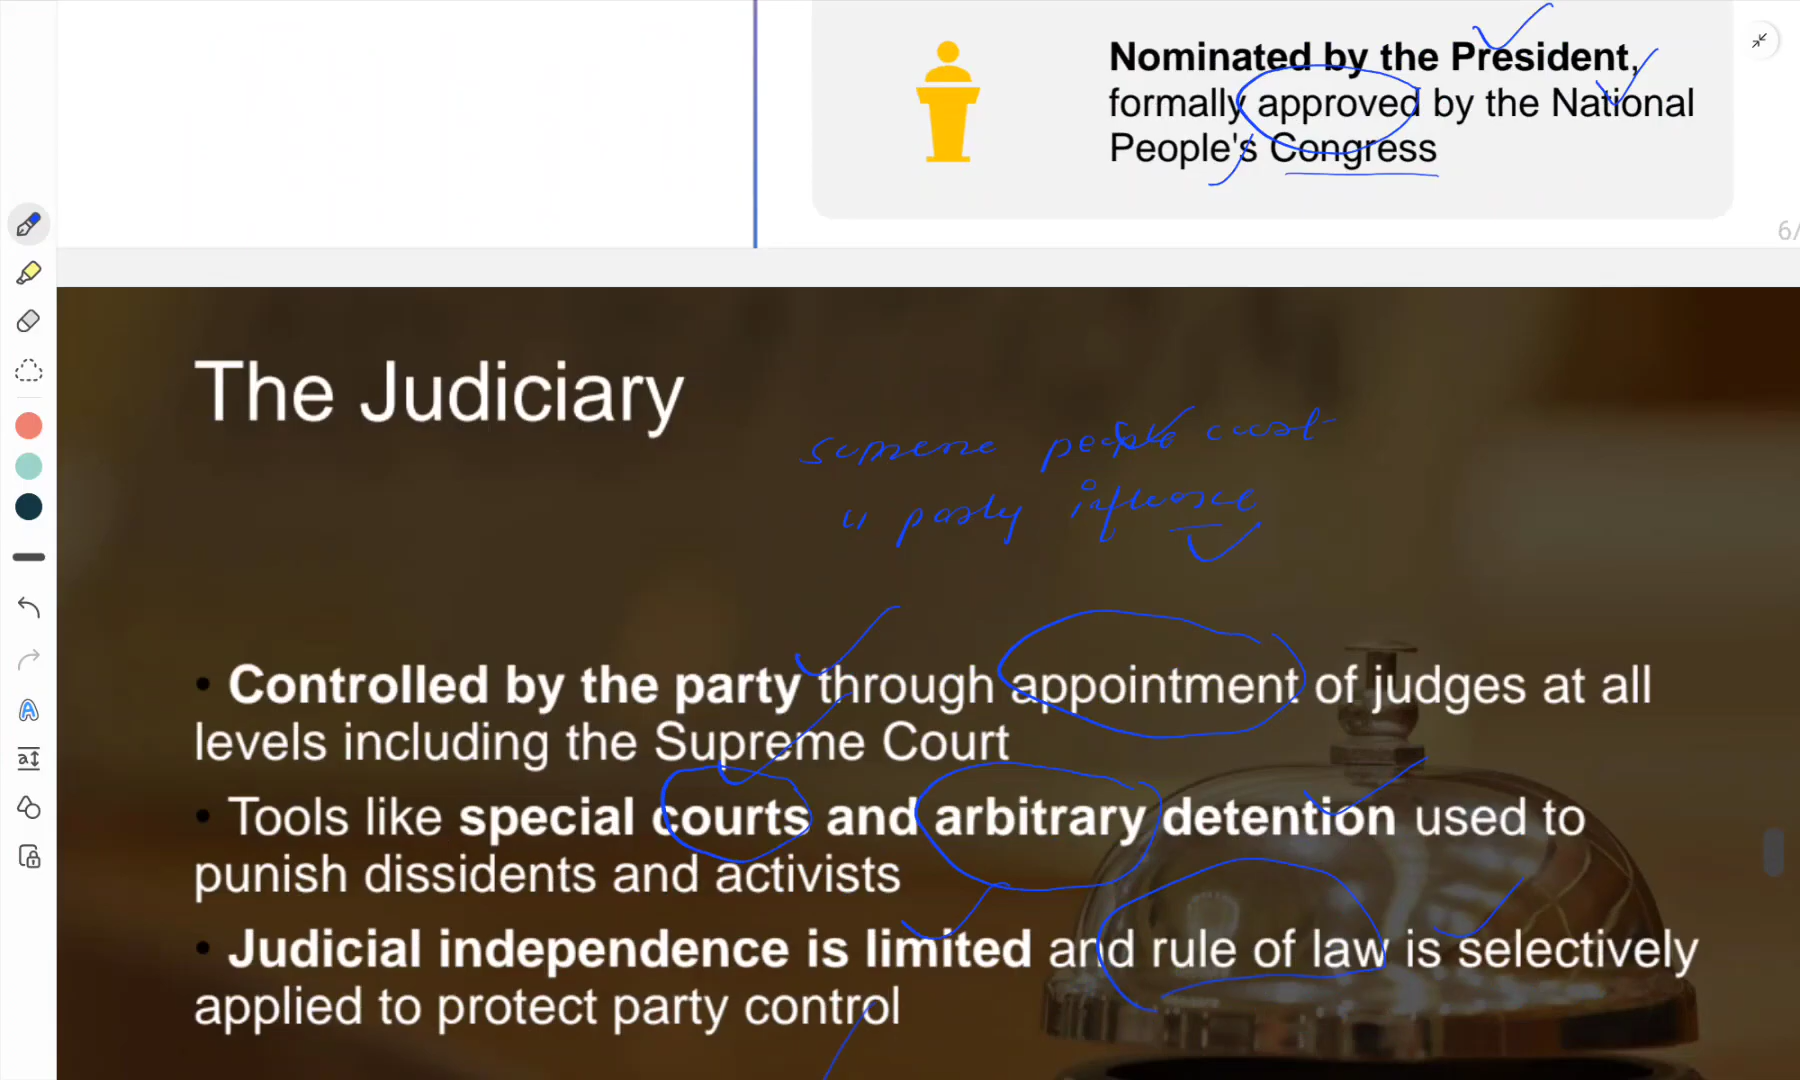 Nominated by the President,
formally approved by the National
People's Congress
6/
The Judiciary
supreme people court
" party influence
• Controlled by the party through appointment of judges at all
levels including the Supreme Court
• Tools like special courts and arbitrary detention used to
punish dissidents and activists
• Judicial independence is limited and rule of law is selectively
applied to protect party control